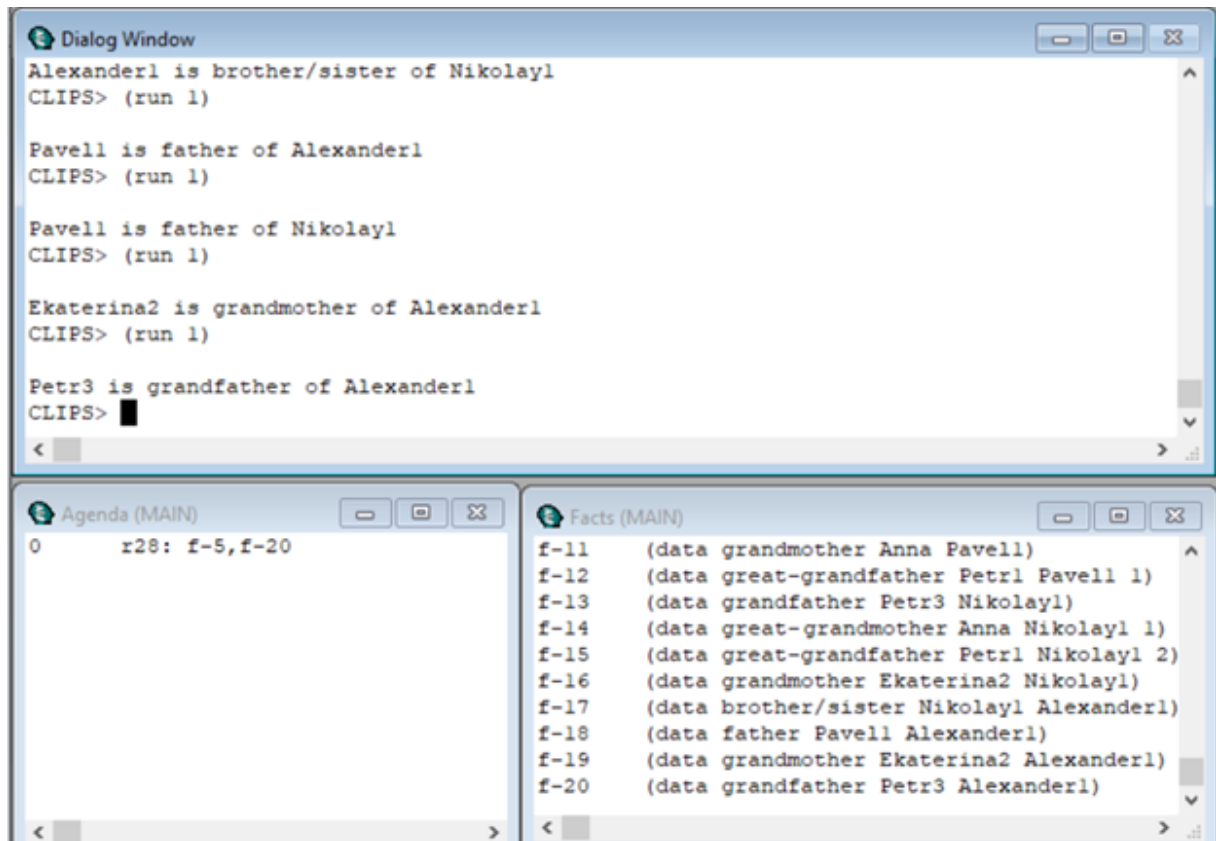 Dialog Window
Alexander1 is brother/sister of Nikolay1
CLIPS> (run 1)
Pavel1 is father of Alexander1
CLIPS> (run 1)
Pavel1 is father of Nikolay1
CLIPS> (run 1)
Ekaterina2 is grandmother of Alexander1
CLIPS> (run 1)
Petr3 is grandfather of Alexander1
CLIPS>
Agenda (MAIN)
0 r28: f-5,f-20
Facts (MAIN)
f-11 (data grandmother Anna Pavel1)
f-12 (data great-grandfather Petr1 Pavel1 1)
f-13 (data grandfather Petr3 Nikolay1)
f-14 (data great-grandmother Anna Nikolay1 1)
f-15 (data great-grandfather Petr1 Nikolay1 2)
f-16 (data grandmother Ekaterina2 Nikolay1)
f-17 (data brother/sister Nikolay1 Alexander1)
f-18 (data father Pavel1 Alexander1)
f-19 (data grandmother Ekaterina2 Alexander1)
f-20 (data grandfather Petr3 Alexander1)